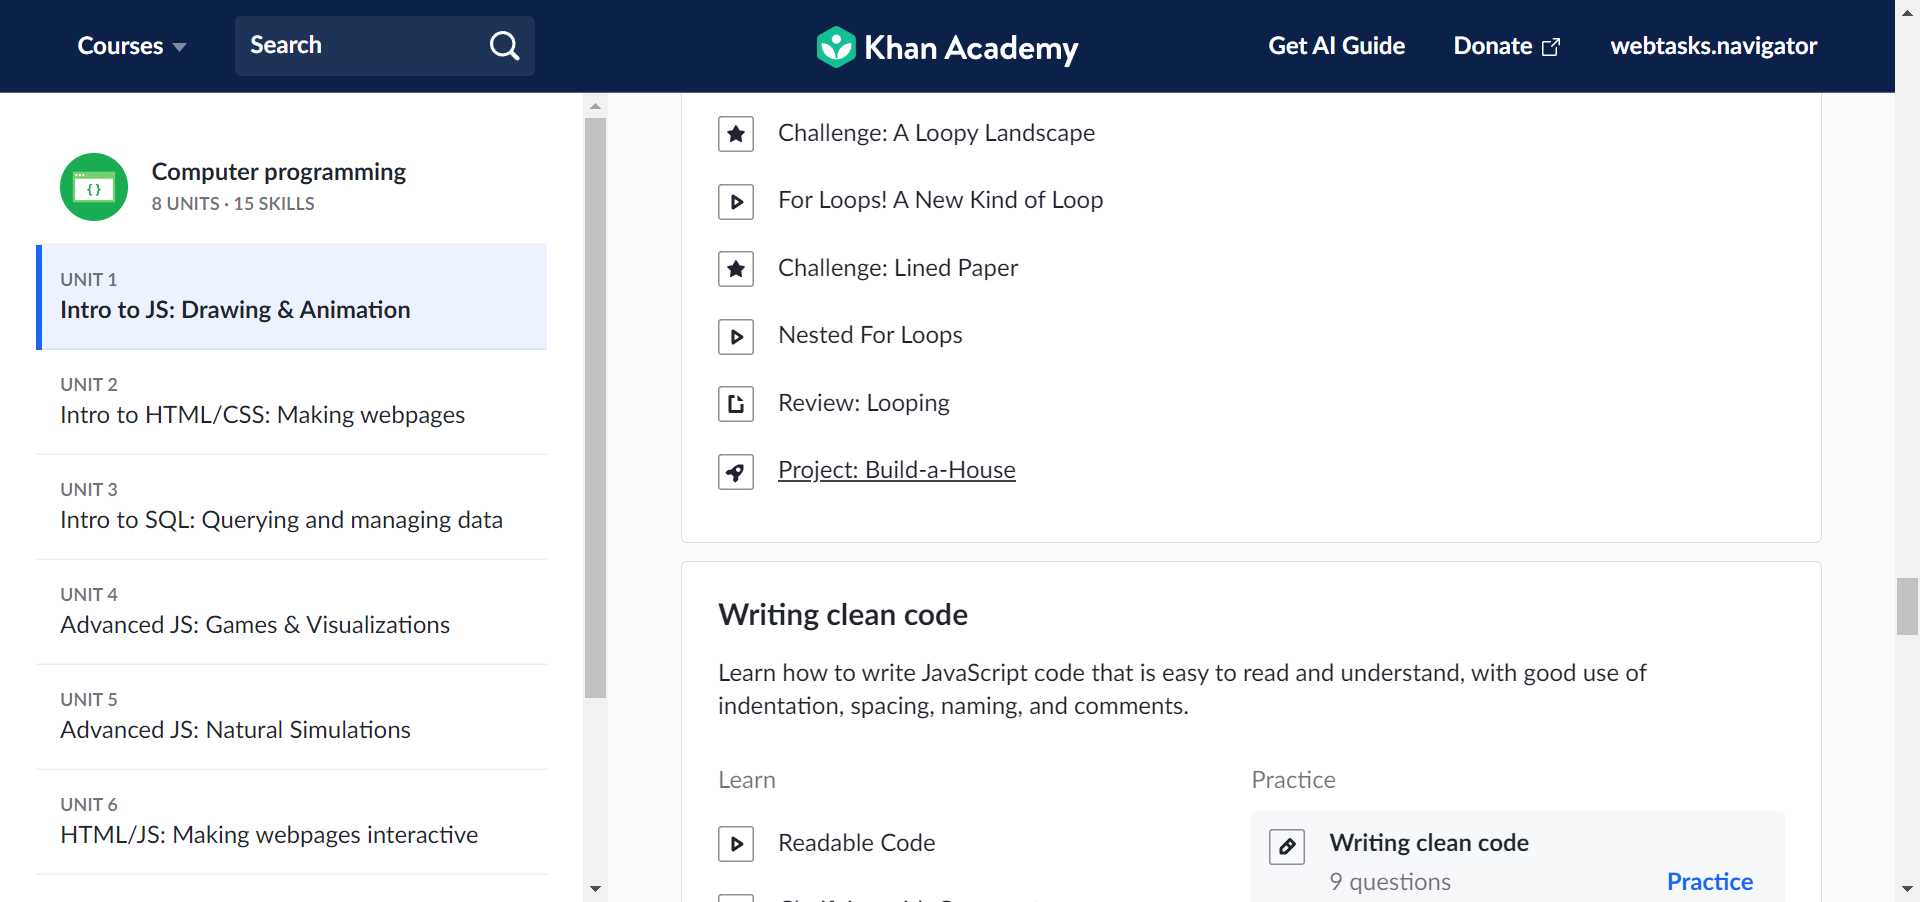 Courses
Search
Khan Academy
Get AI Guide
Donate
webtasks.navigator
Computer programming
8 UNITS · 15 SKILLS
UNIT 1
Intro to JS: Drawing & Animation
UNIT 2
Intro to HTML/CSS: Making webpages
UNIT 3
Intro to SQL: Querying and managing data
UNIT 4
Advanced JS: Games & Visualizations
UNIT 5
Advanced JS: Natural Simulations
UNIT 6
HTML/JS: Making webpages interactive
Challenge: A Loopy Landscape
For Loops! A New Kind of Loop
Challenge: Lined Paper
Nested For Loops
Review: Looping
Project: Build-a-House
Writing clean code
Learn how to write JavaScript code that is easy to read and understand, with good use of
indentation, spacing, naming, and comments.
Learn
Readable Code
Practice
Writing clean code
9 questions
Practice